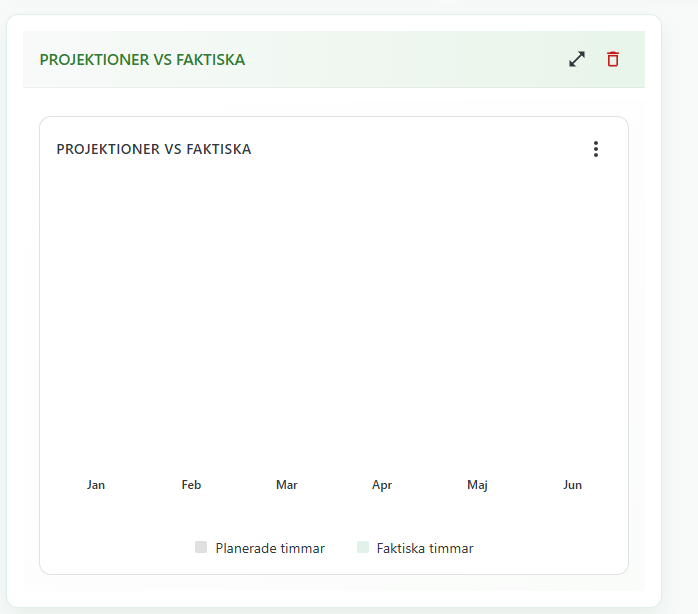 PROJEKTIONER VS FAKTISKA
PROJEKTIONER VS FAKTISKA
Jan Feb Mar Apr Maj Jun
Planerade timmar Faktiska timmar